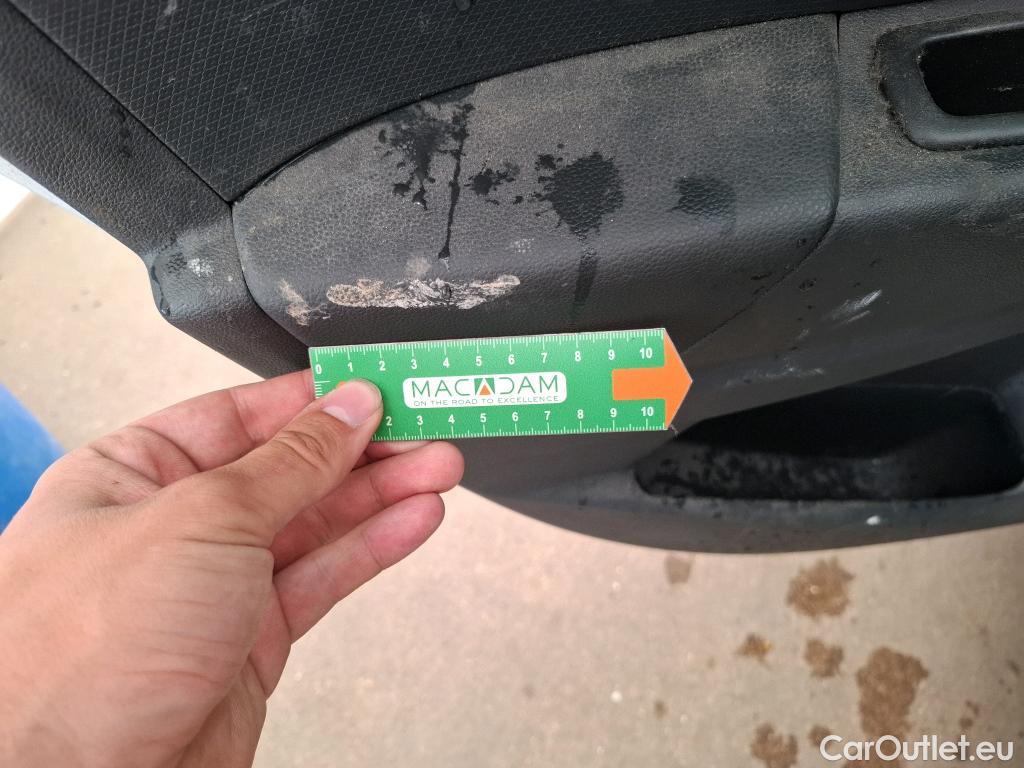 0 1 2 3 4 5 6 7 8 9 10
MACADAM
ON THE ROAD TO EXCELLENCE
2 3 4 5 6 7 8 9 10
CarOutlet.eu